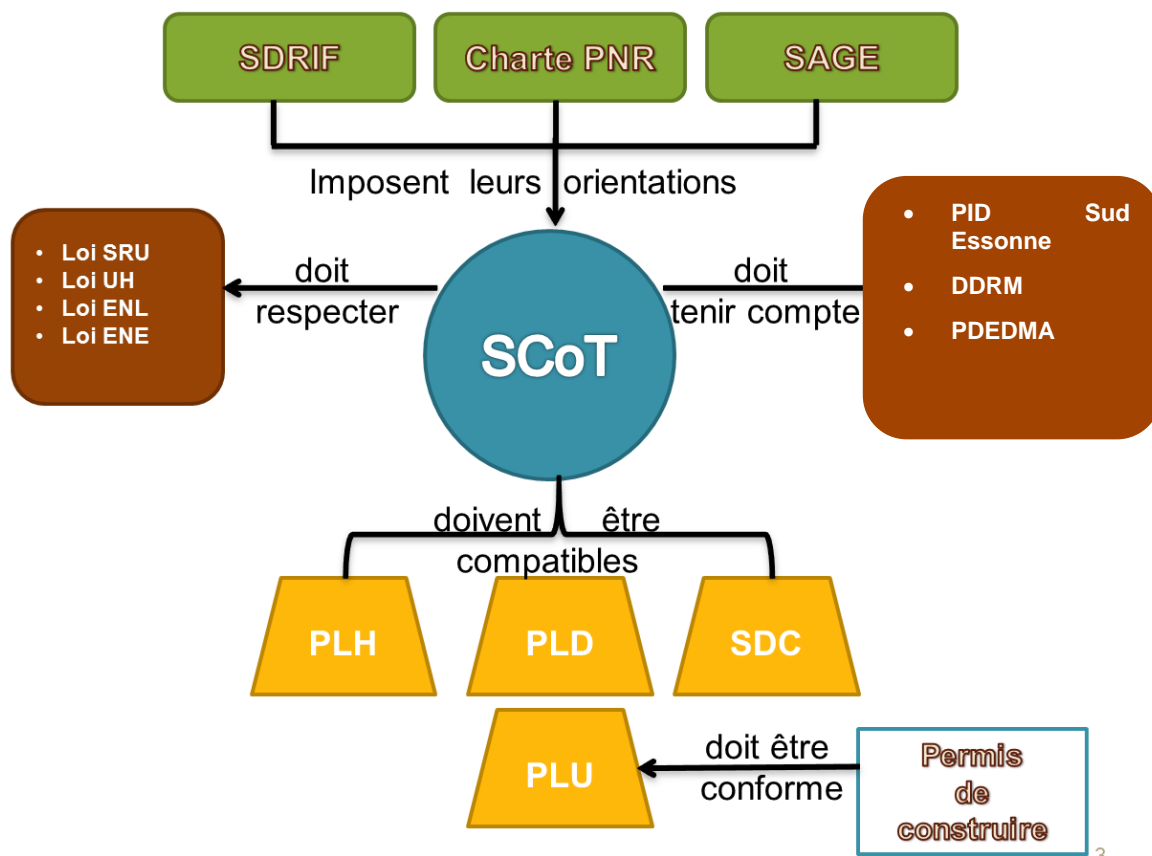 SDRIF
Charte PNR
SAGE
Imposent leurs orientations
• Loi SRU
• Loi UH
• Loi ENL
• Loi ENE
doit
respecter
SCoT
doit
tenir compte
• PID Sud
Essonne
• DDRM
• PDEDMA
doivent être
compatibles
PLH
PLD
SDC
PLU
doit être
conforme
Permis
de
construire
3